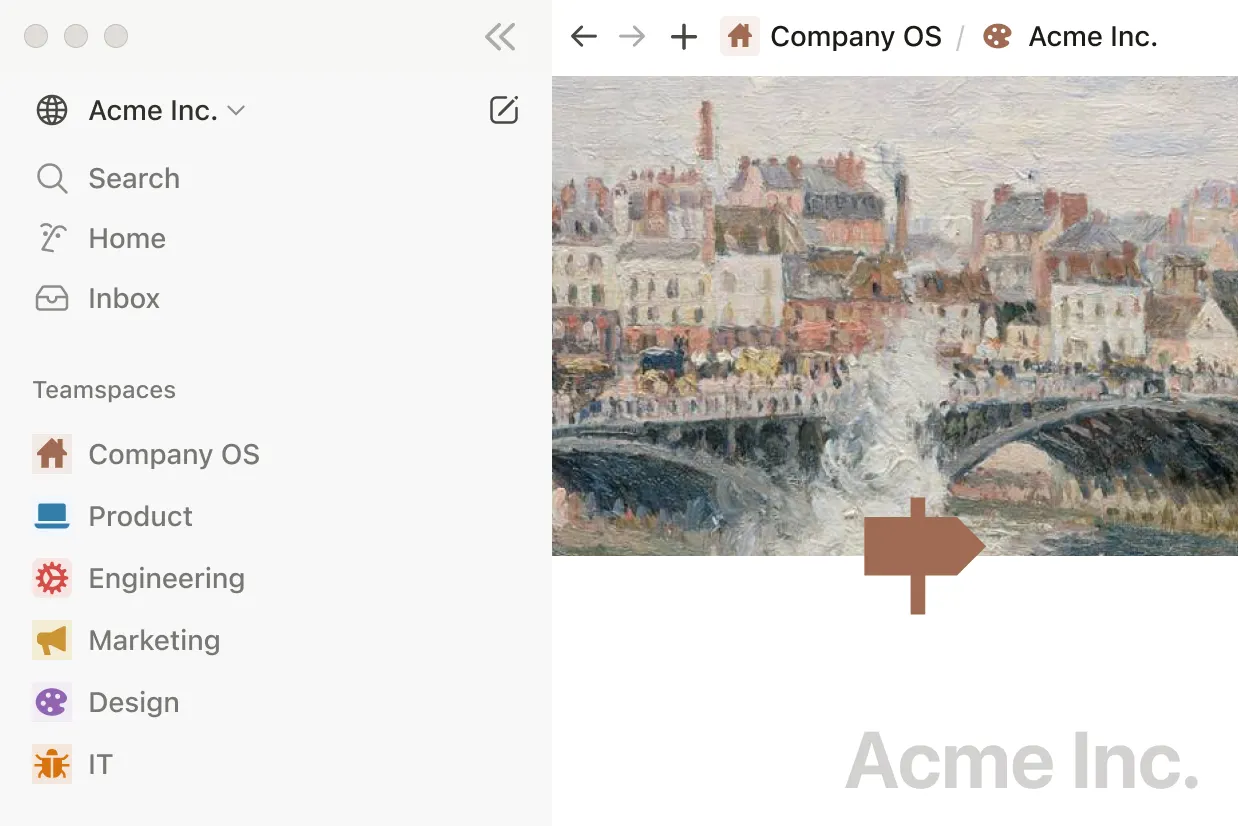 Company OS / Acme Inc.
Acme Inc.
Search
Home
Inbox
Teamspaces
Company OS
Product
Engineering
Marketing
Design
IT
Acme Inc.